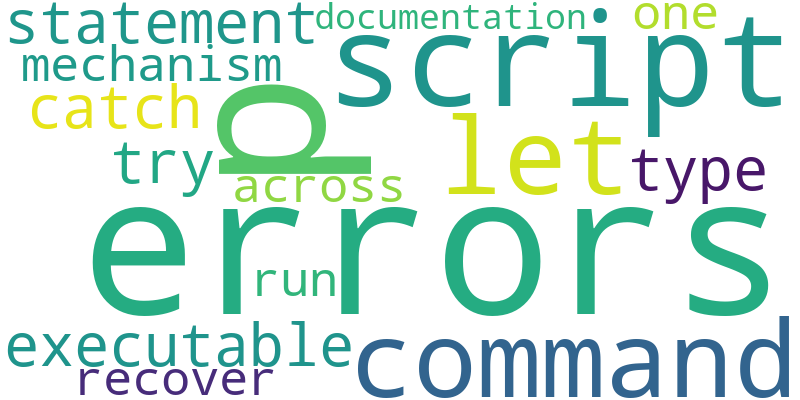 statement
documentation
one
script
mechanism
catch
p
let
try
type
across
errors
run
executable
command
recover